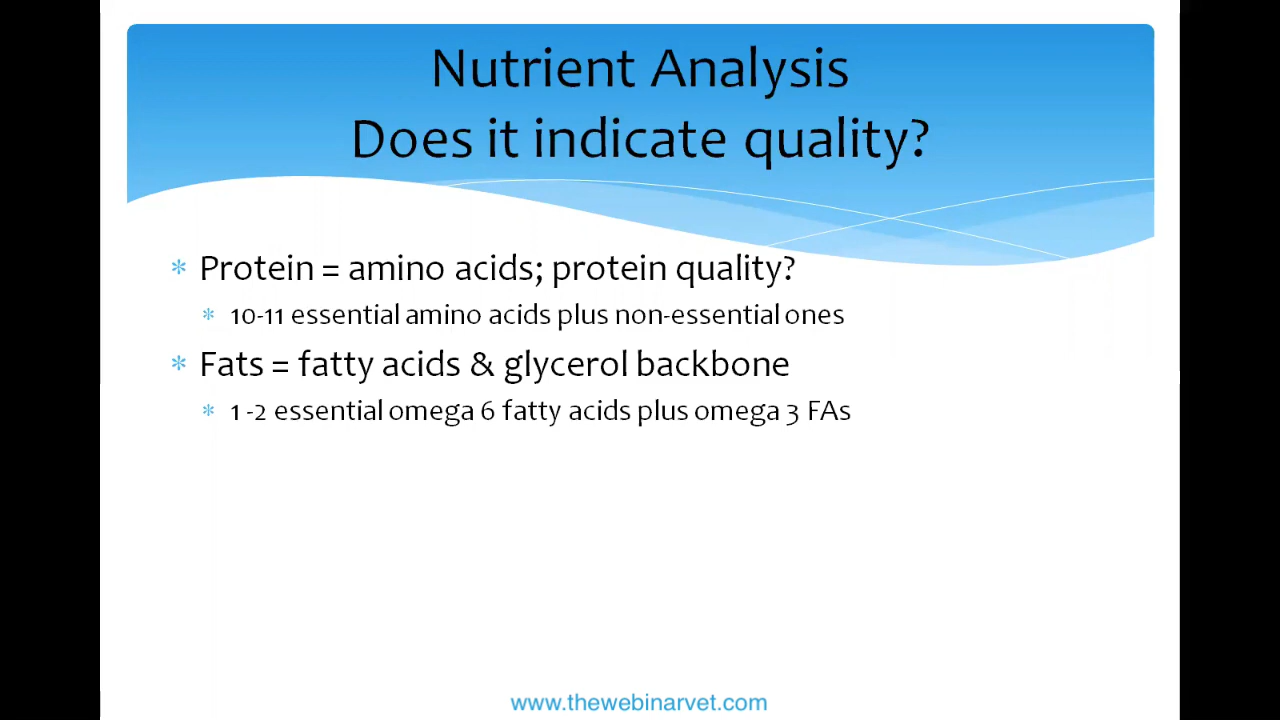 Nutrient Analysis
Does it indicate quality?
* Protein = amino acids; protein quality?
* 10-11 essential amino acids plus non-essential ones
* Fats = fatty acids & glycerol backbone
* 1 -2 essential omega 6 fatty acids plus omega 3 FAs
www.thewebinarvet.com